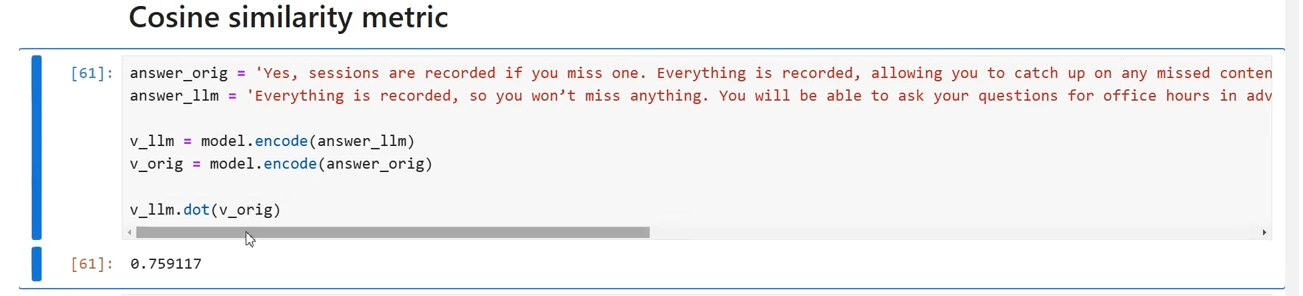 Cosine similarity metric
[61]: answer_orig = 'Yes, sessions are recorded if you miss one. Everything is recorded, allowing you to catch up on any missed conten
answer_llm = 'Everything is recorded, so you won’t miss anything. You will be able to ask your questions for office hours in adv
v_llm = model.encode(answer_llm)
v_orig = model.encode(answer_orig)
v_llm.dot(v_orig)
[61]: 0.759117